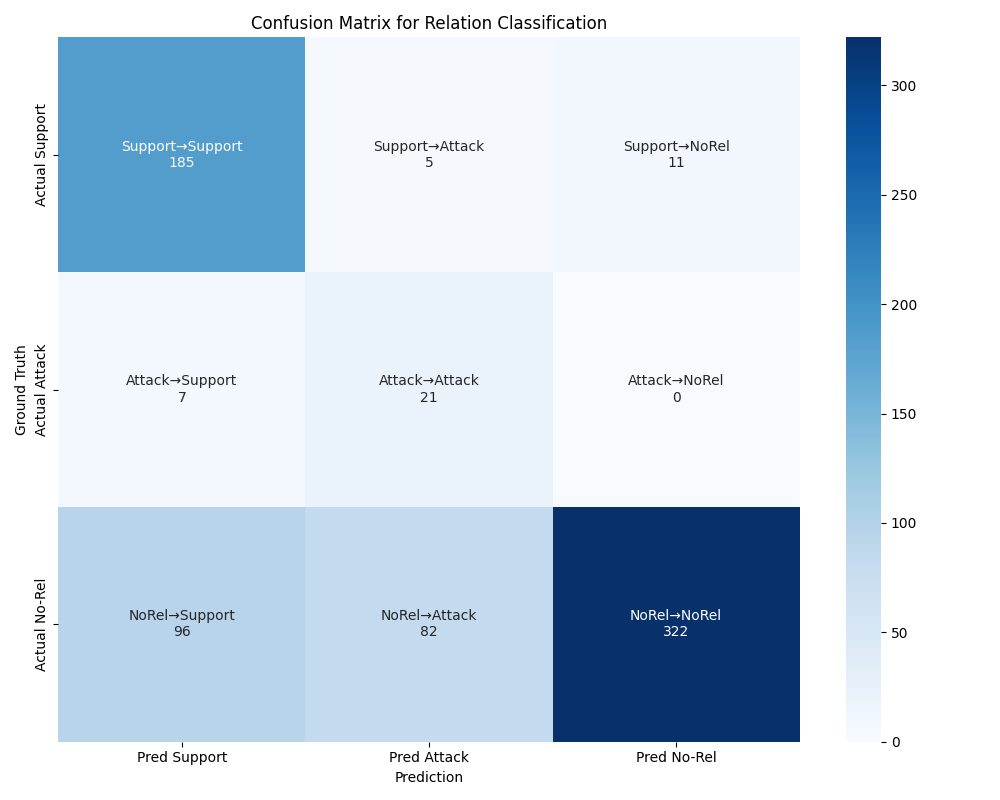 Confusion Matrix for Relation Classification
Ground Truth
Actual Support
Support→Support
185
Support→Attack
5
Support→NoRel
11
Actual Attack
Attack→Support
7
Attack→Attack
21
Attack→NoRel
0
Actual No-Rel
NoRel→Support
96
NoRel→Attack
82
NoRel→NoRel
322
Pred Support
Pred Attack
Pred No-Rel
Prediction
300
250
200
150
100
50
0